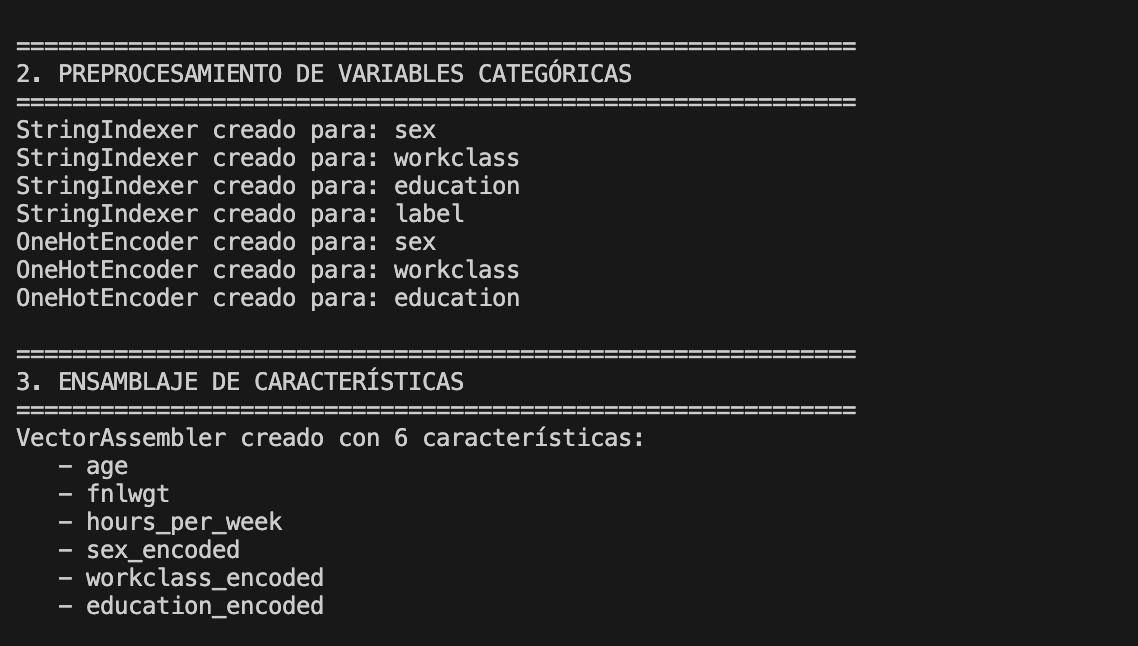 ============================================================
2. PREPROCESAMIENTO DE VARIABLES CATEGÓRICAS
============================================================
StringIndexer creado para: sex
StringIndexer creado para: workclass
StringIndexer creado para: education
StringIndexer creado para: label
OneHotEncoder creado para: sex
OneHotEncoder creado para: workclass
OneHotEncoder creado para: education
============================================================
3. ENSAMBLAJE DE CARACTERÍSTICAS
============================================================
VectorAssembler creado con 6 características:
   - age
   - fnlwgt
   - hours_per_week
   - sex_encoded
   - workclass_encoded
   - education_encoded